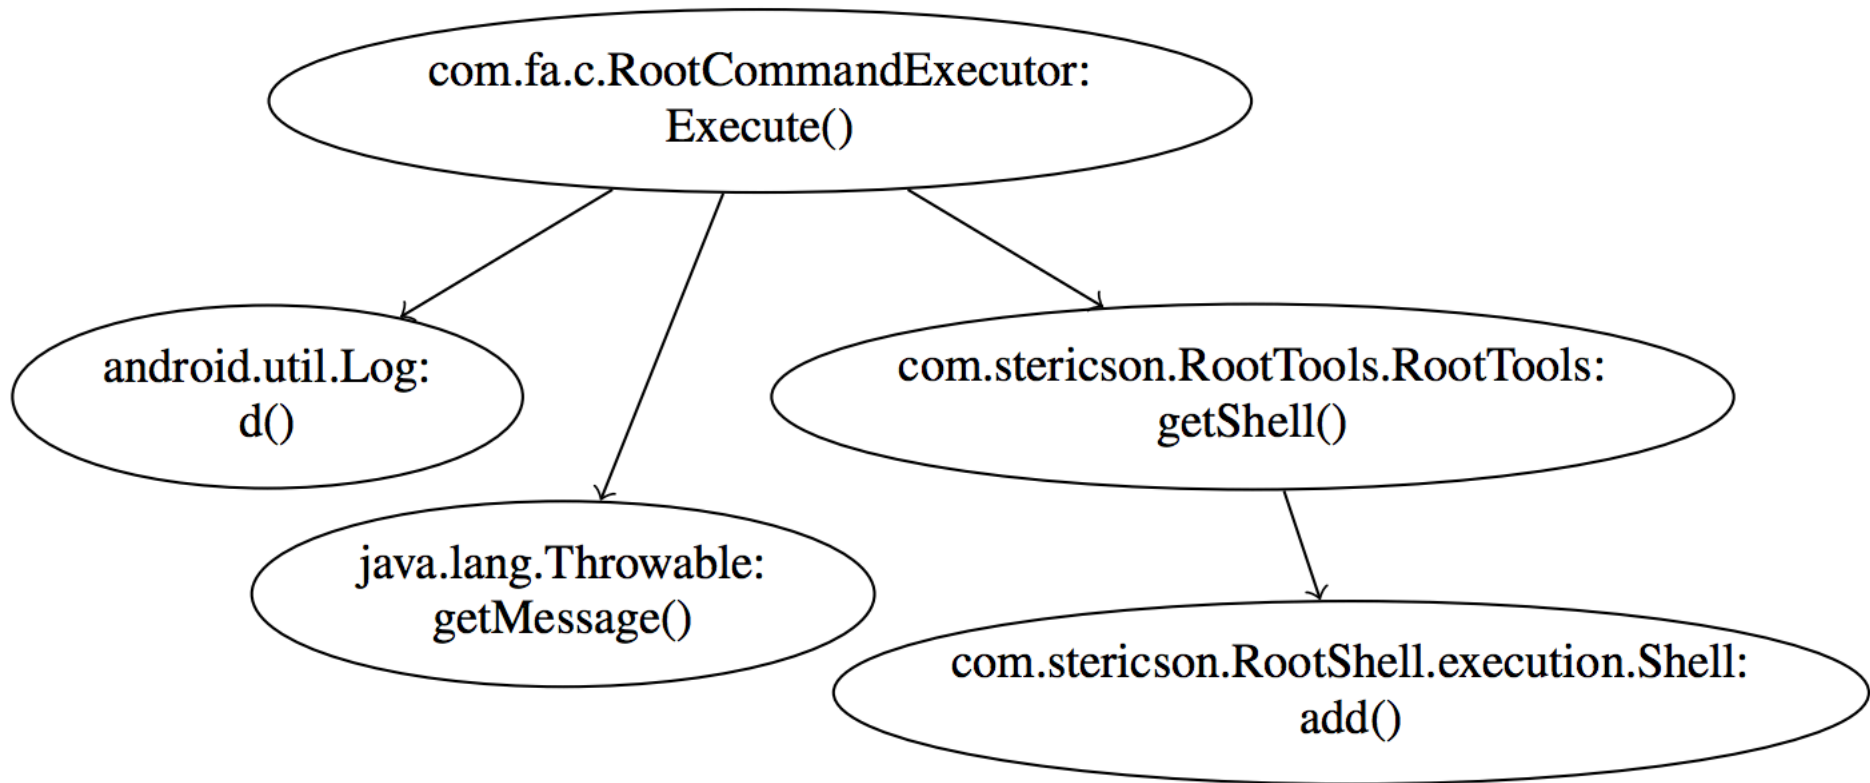 com.fa.c.RootCommandExecutor:
Execute()
android.util.Log:
d()
com.stericson.RootTools.RootTools:
getShell()
java.lang.Throwable:
getMessage()
com.stericson.RootShell.execution.Shell:
add()